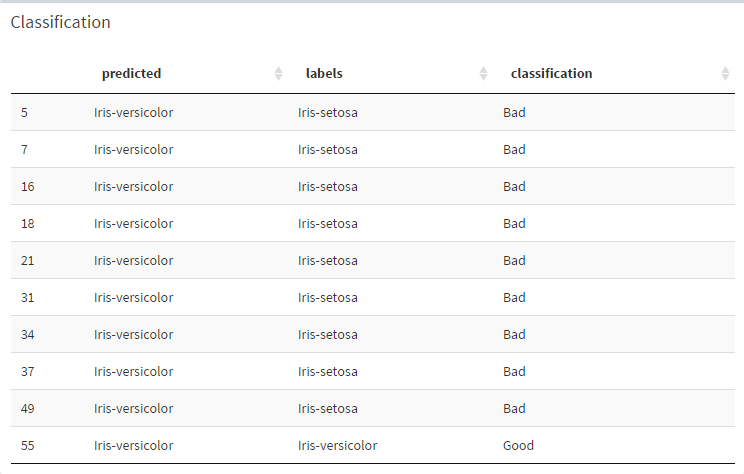 Classification
predicted labels classification
5 Iris-versicolor Iris-setosa Bad
7 Iris-versicolor Iris-setosa Bad
16 Iris-versicolor Iris-setosa Bad
18 Iris-versicolor Iris-setosa Bad
21 Iris-versicolor Iris-setosa Bad
31 Iris-versicolor Iris-setosa Bad
34 Iris-versicolor Iris-setosa Bad
37 Iris-versicolor Iris-setosa Bad
49 Iris-versicolor Iris-setosa Bad
55 Iris-versicolor Iris-versicolor Good